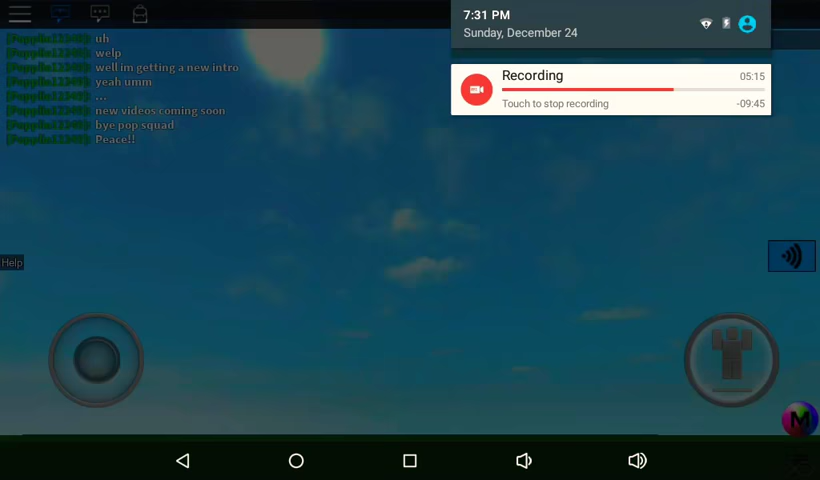 7:31 PM
Sunday, December 24
Recording
05:15
Touch to stop recording
-09:45
uh
welp
well im getting a new intro
yeah umm
...
new videos coming soon
bye pop squad
Peace!!
Help
M